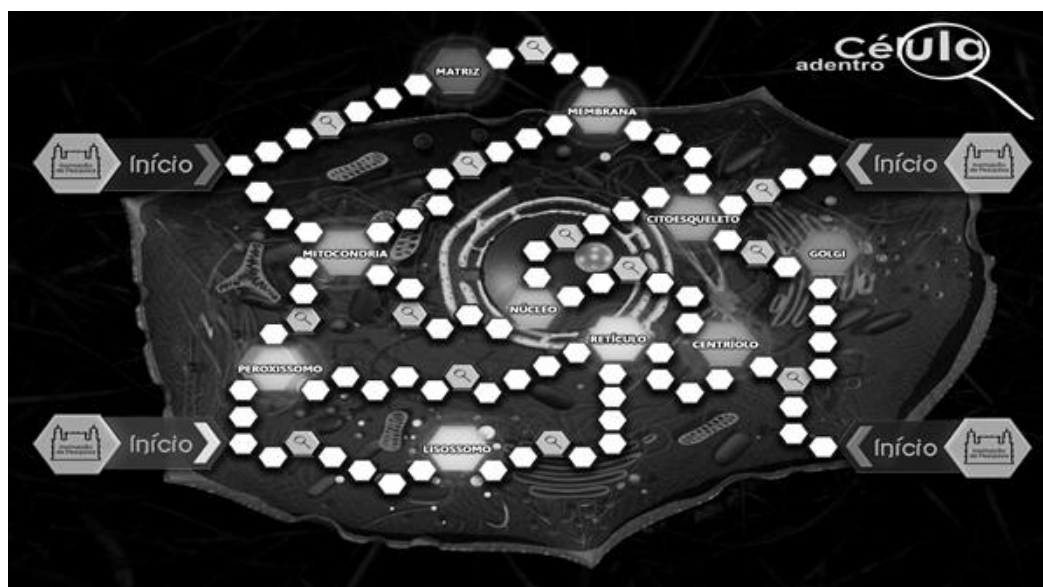 Célula
adentro
MATRIZ
MEMBRANA
Início
Início
CITOESQUELETO
MITOCONDRIA
GOLGI
NÚCLEO
RETÍCULO
CENTRÍOLO
PEROXISSOMO
Início
LISOSSOMO
Início